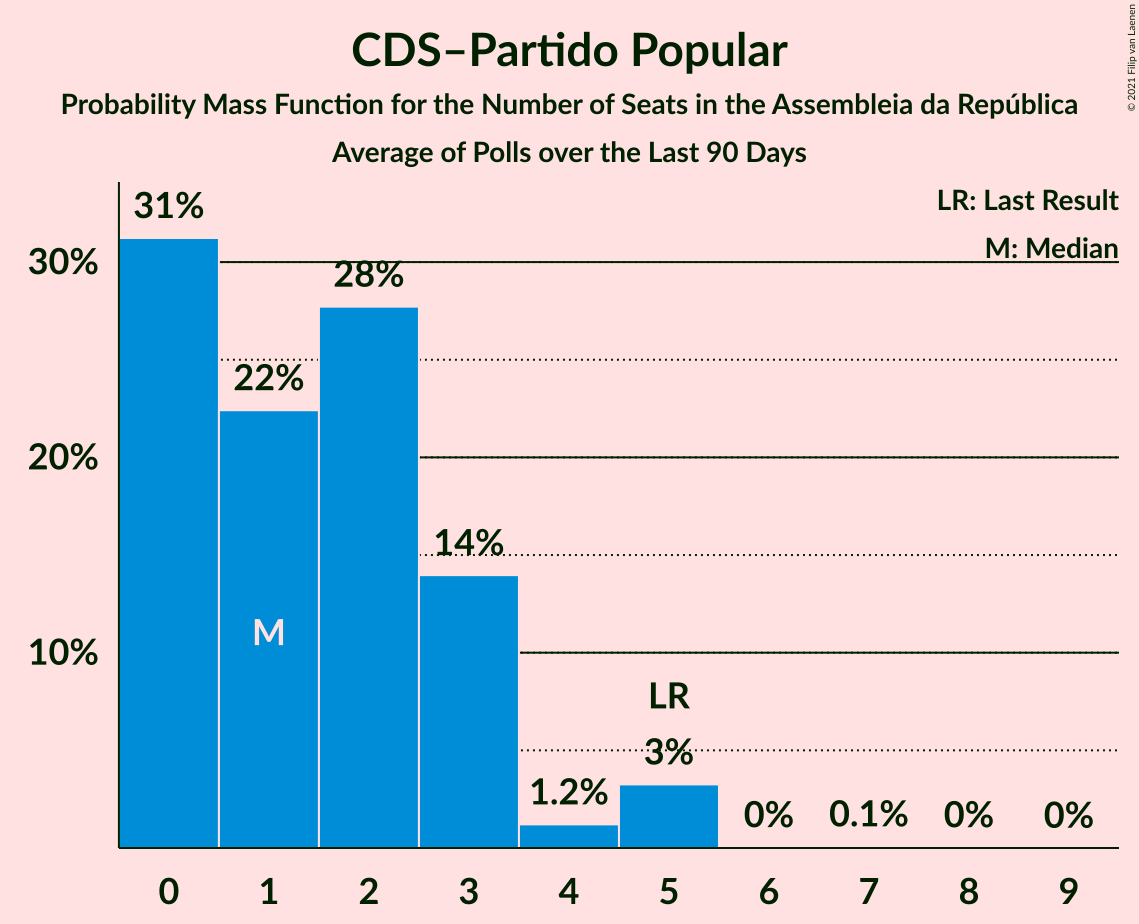 CDS–Partido Popular
Probability Mass Function for the Number of Seats in the Assembleia da República
Average of Polls over the Last 90 Days
© 2021 Filip van Laenen
LR: Last Result
M: Median
31%
30%
28%
22%
20%
14%
M
10%
LR
3%
1.2%
0%
0.1%
0%
0%
0 1 2 3 4 5 6 7 8 9